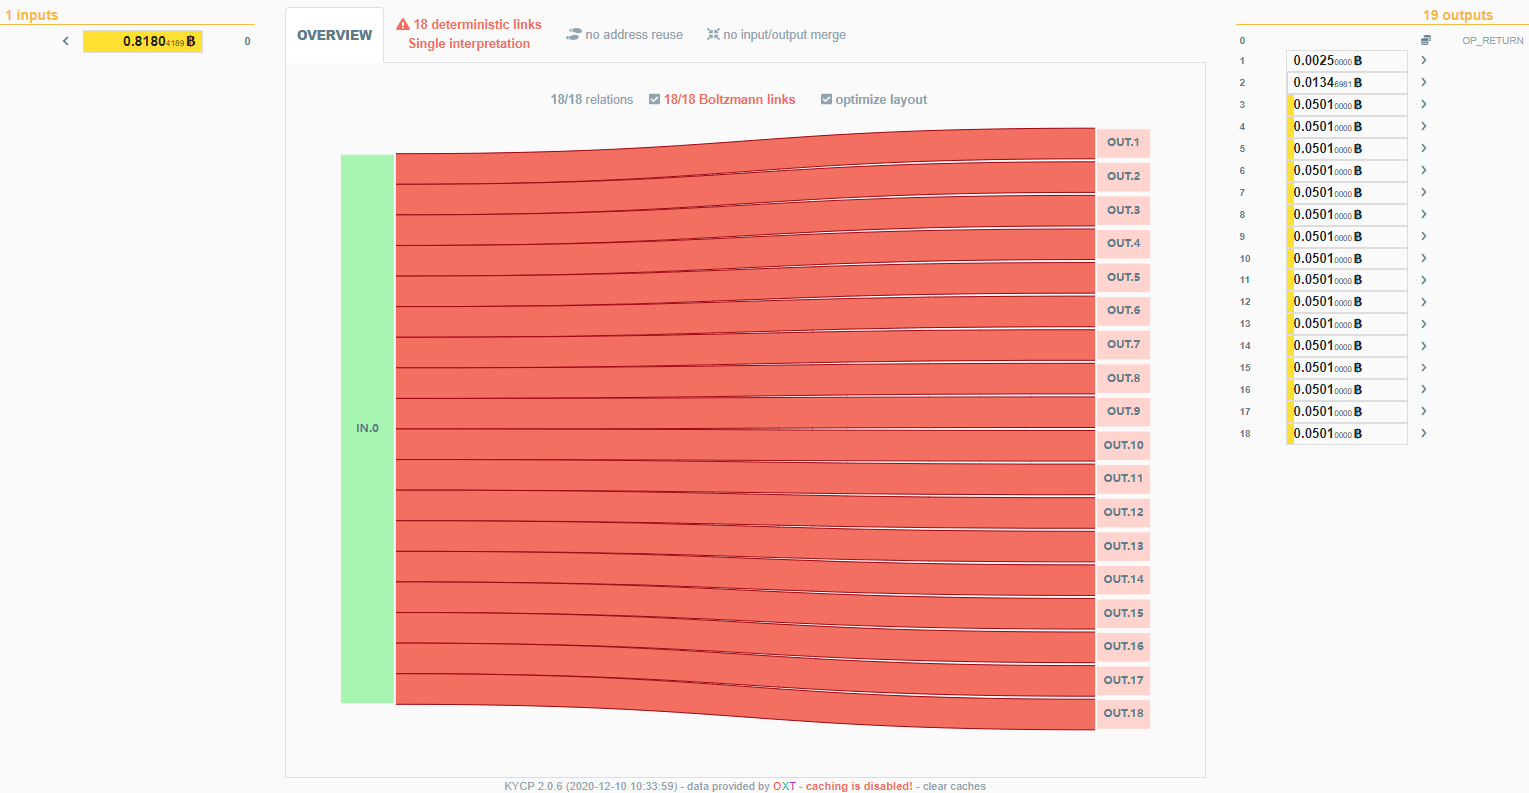 1 inputs
0.81804189 ₿ 0
OVERVIEW
18 deterministic links
Single interpretation
no address reuse
no input/output merge
18/18 relations
18/18 Boltzmann links
optimize layout
IN.0
OUT.1
OUT.2
OUT.3
OUT.4
OUT.5
OUT.6
OUT.7
OUT.8
OUT.9
OUT.10
OUT.11
OUT.12
OUT.13
OUT.14
OUT.15
OUT.16
OUT.17
OUT.18
19 outputs
0 OP_RETURN
1 0.00250000 ₿
2 0.01346981 ₿
3 0.05010000 ₿
4 0.05010000 ₿
5 0.05010000 ₿
6 0.05010000 ₿
7 0.05010000 ₿
8 0.05010000 ₿
9 0.05010000 ₿
10 0.05010000 ₿
11 0.05010000 ₿
12 0.05010000 ₿
13 0.05010000 ₿
14 0.05010000 ₿
15 0.05010000 ₿
16 0.05010000 ₿
17 0.05010000 ₿
18 0.05010000 ₿
KYCP 2.0.6 (2020-12-10 10:33:59) - data provided by OXT - caching is disabled! - clear caches